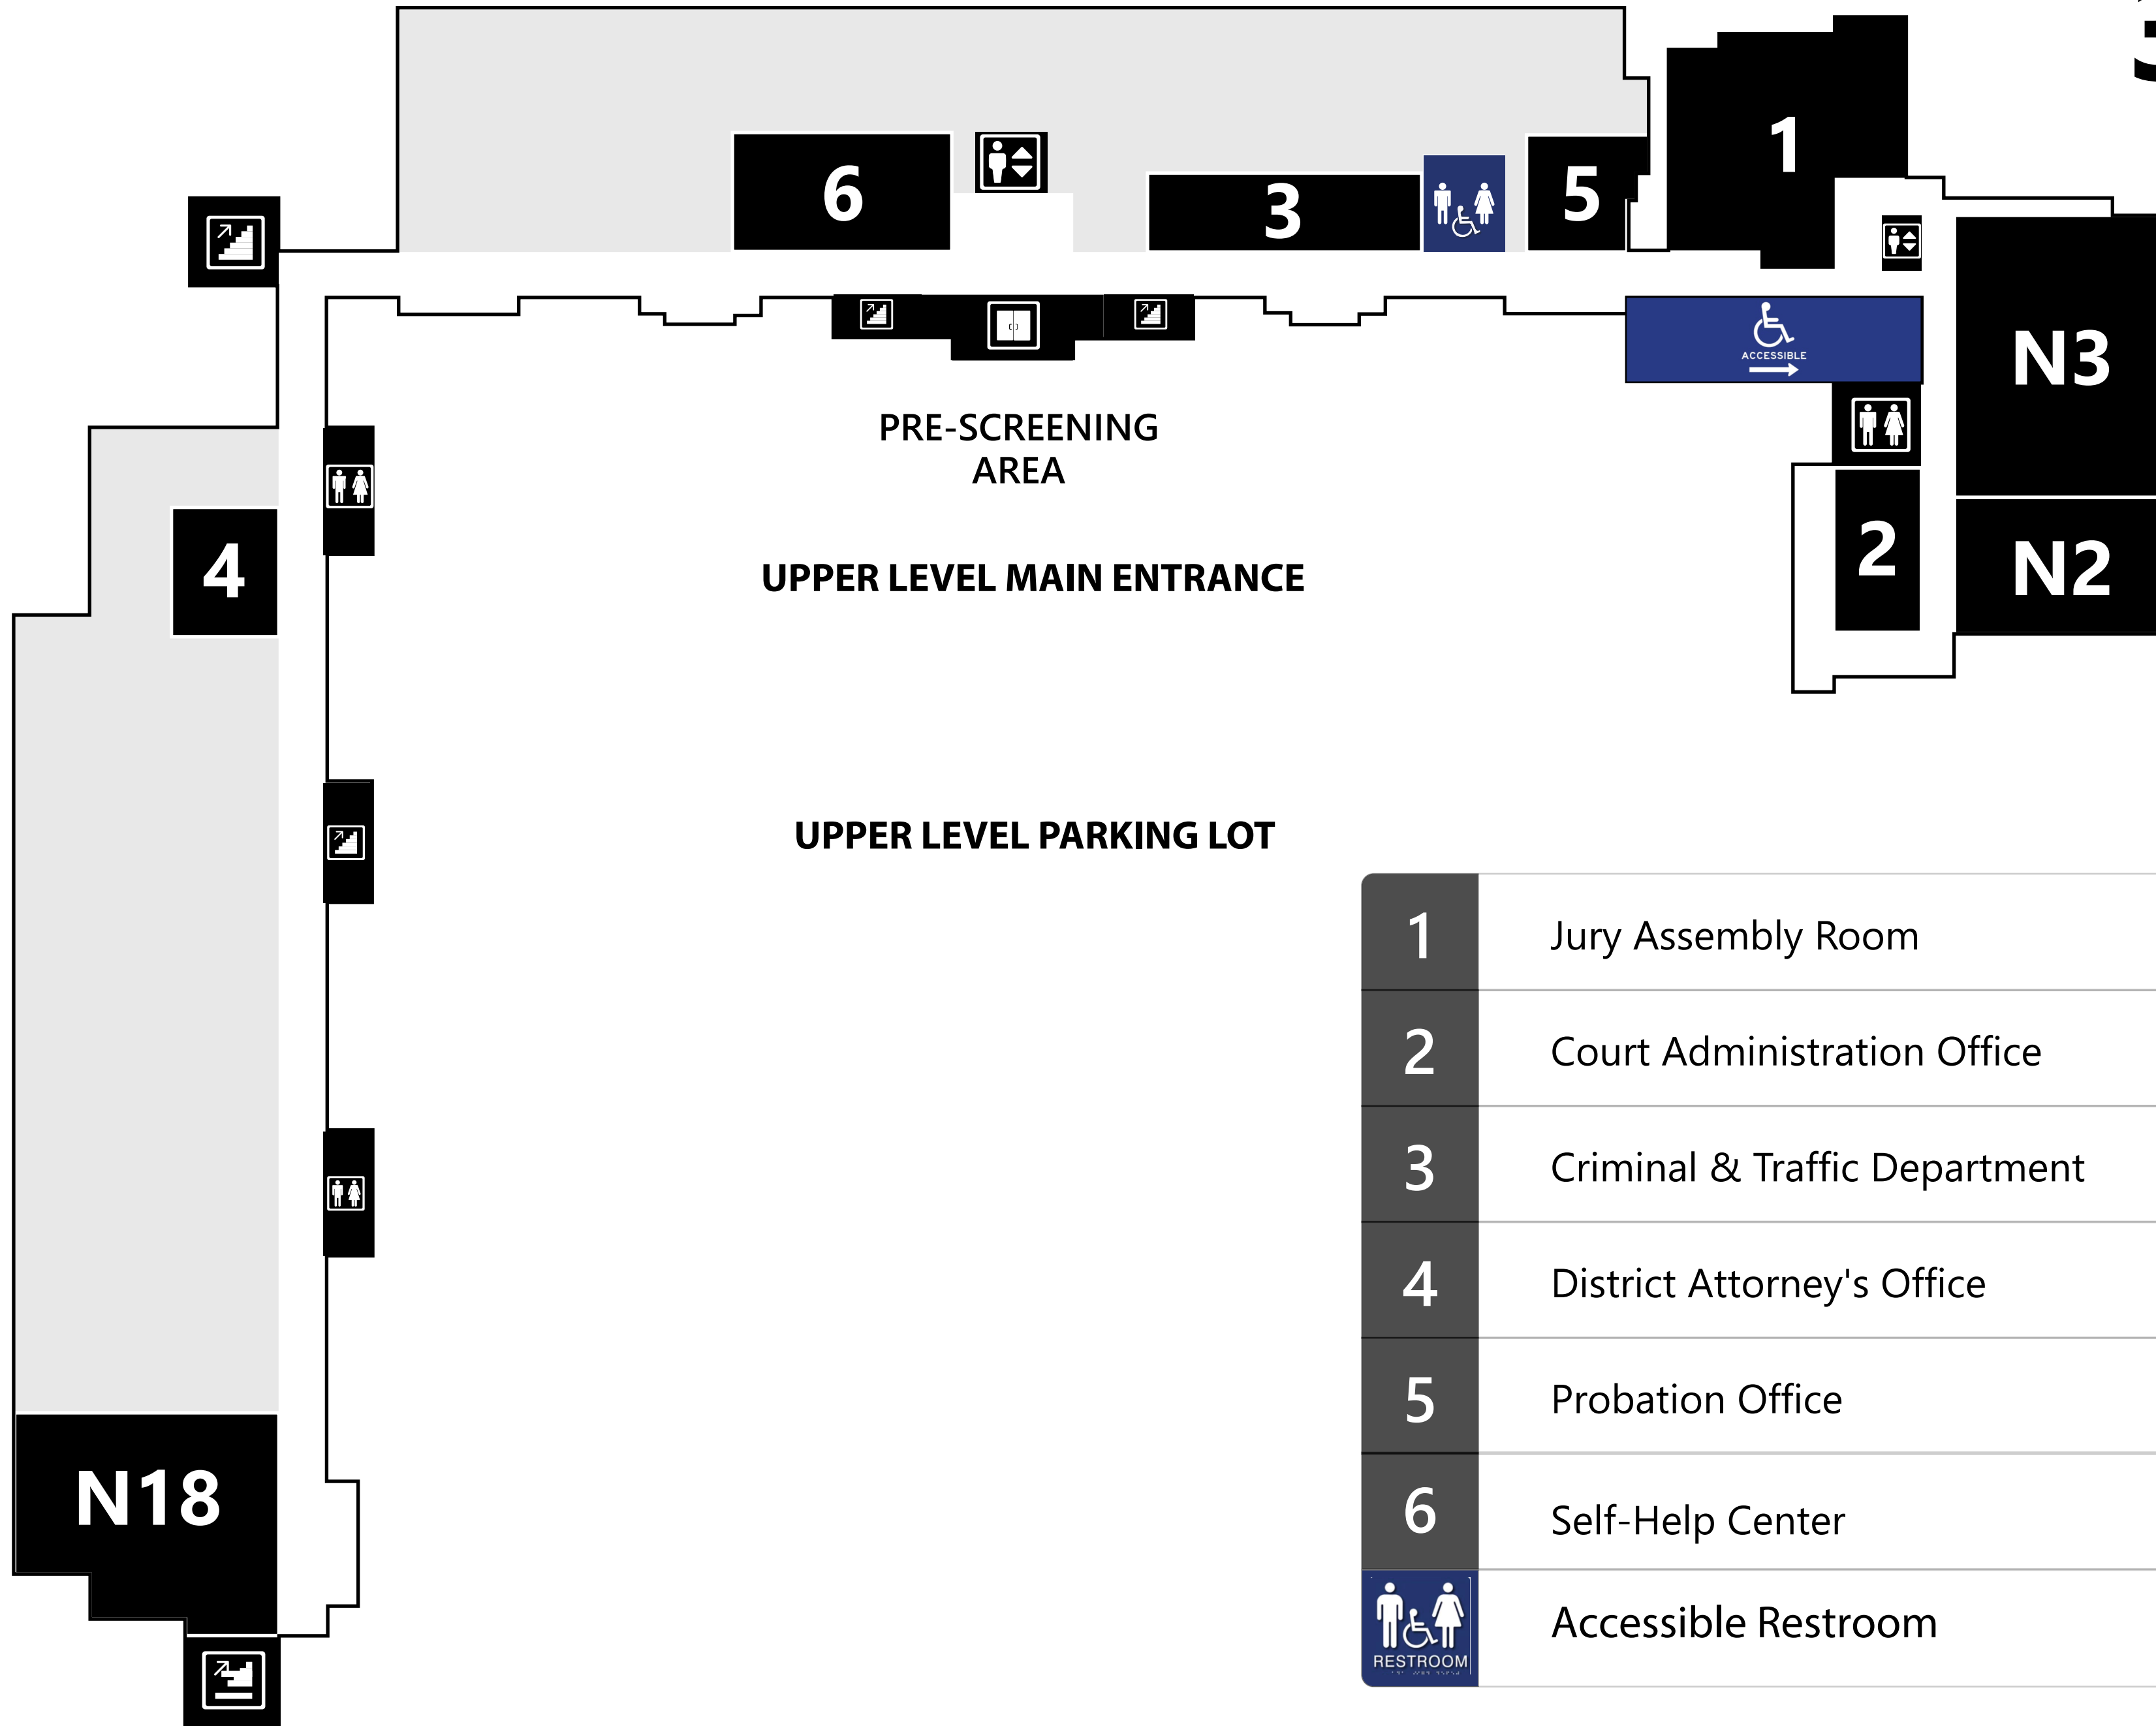 1
6
3
5
ACCESSIBLE
N3
PRE-SCREENING
AREA
4
2
N2
UPPER LEVEL MAIN ENTRANCE
UPPER LEVEL PARKING LOT
1 Jury Assembly Room
2 Court Administration Office
3 Criminal & Traffic Department
4 District Attorney's Office
5 Probation Office
N18
6 Self-Help Center
RESTROOM Accessible Restroom